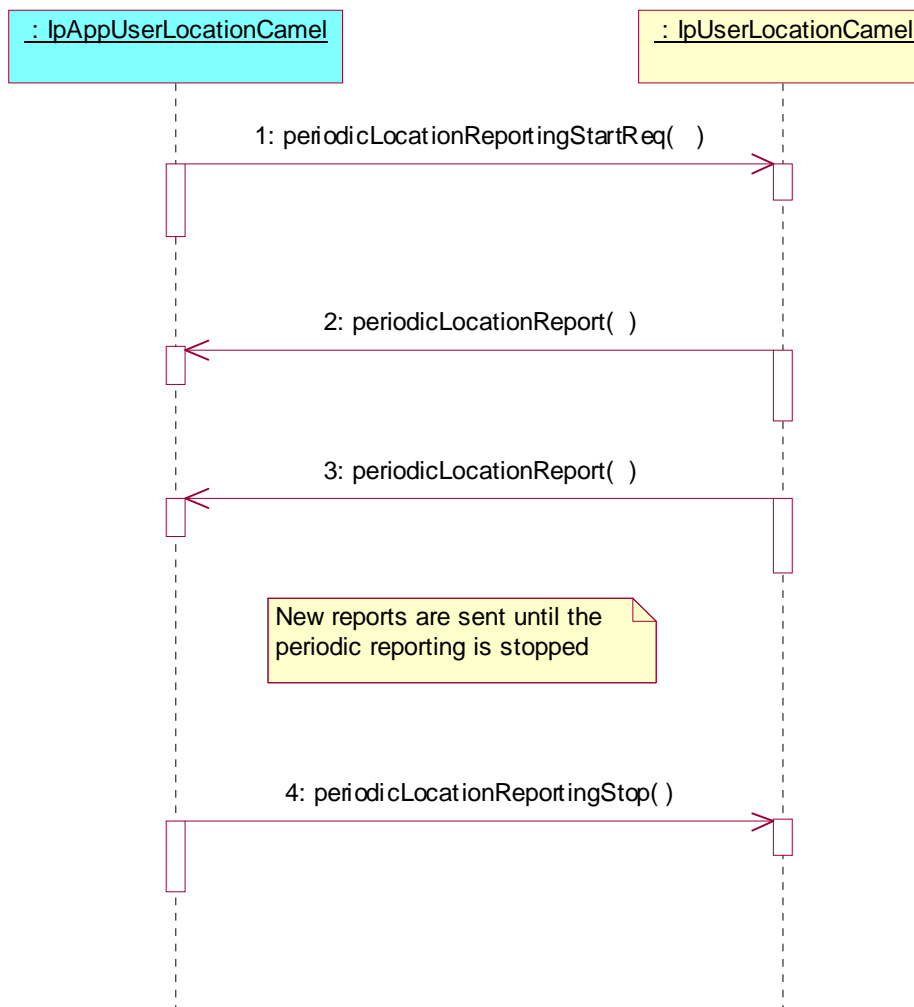 : IpAppUserLocationCamel
: IpUserLocationCamel
1: periodicLocationReportingStartReq( )
2: periodicLocationReport( )
3: periodicLocationReport( )
New reports are sent until the
periodic reporting is stopped
4: periodicLocationReportingStop( )